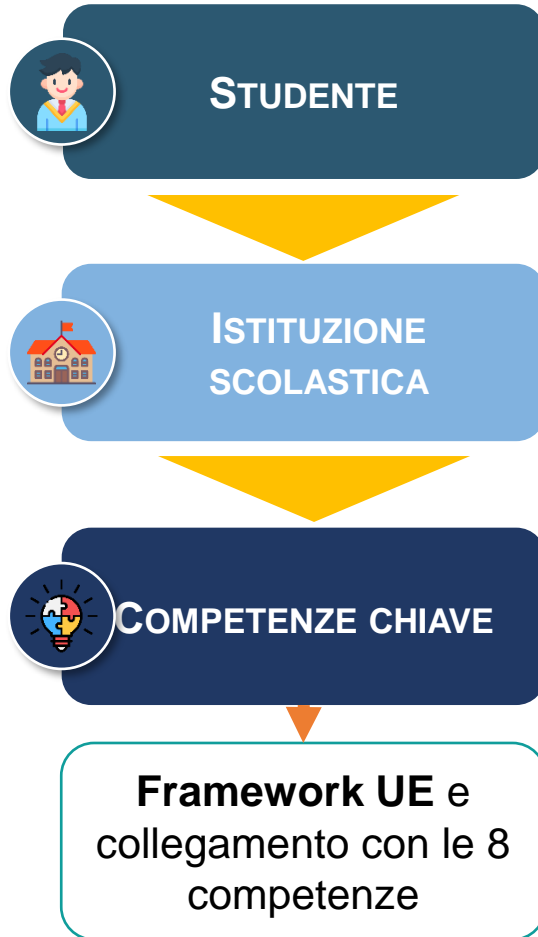 STUDENTE
ISTITUZIONE
SCOLASTICA
COMPETENZE CHIAVE
Framework UE e
collegamento con le 8
competenze